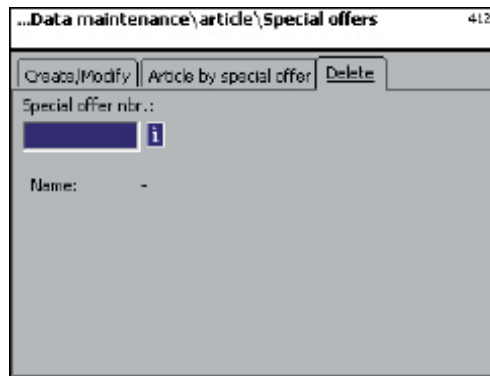 ...Data maintenance\article\Special offers 412
Create/Modify Article by special offer Delete
Special offer nbr.:
i
Name: -